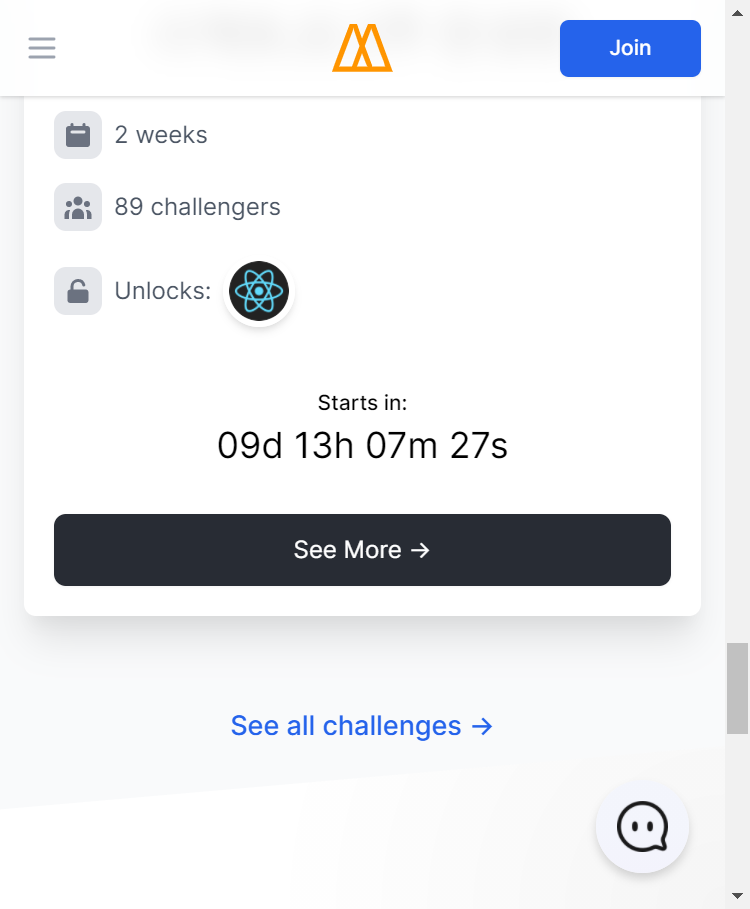 Join
2 weeks
89 challengers
Unlocks:
Starts in:
09d 13h 07m 27s
See More →
See all challenges →